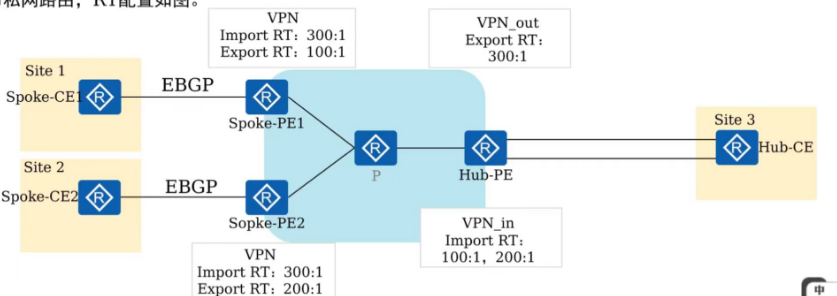 私网路由，RT配置如图。
VPN
Import RT：300:1
Export RT：100:1
VPN_out
Export RT：
300:1
Site 1
Spoke-CE1
EBGP
Spoke-PE1
Site 2
Spoke-CE2
EBGP
Sopke-PE2
P
Hub-PE
Site 3
Hub-CE
VPN_in
Import RT：
100:1，200:1
VPN
Import RT：300:1
Export RT：200:1
中